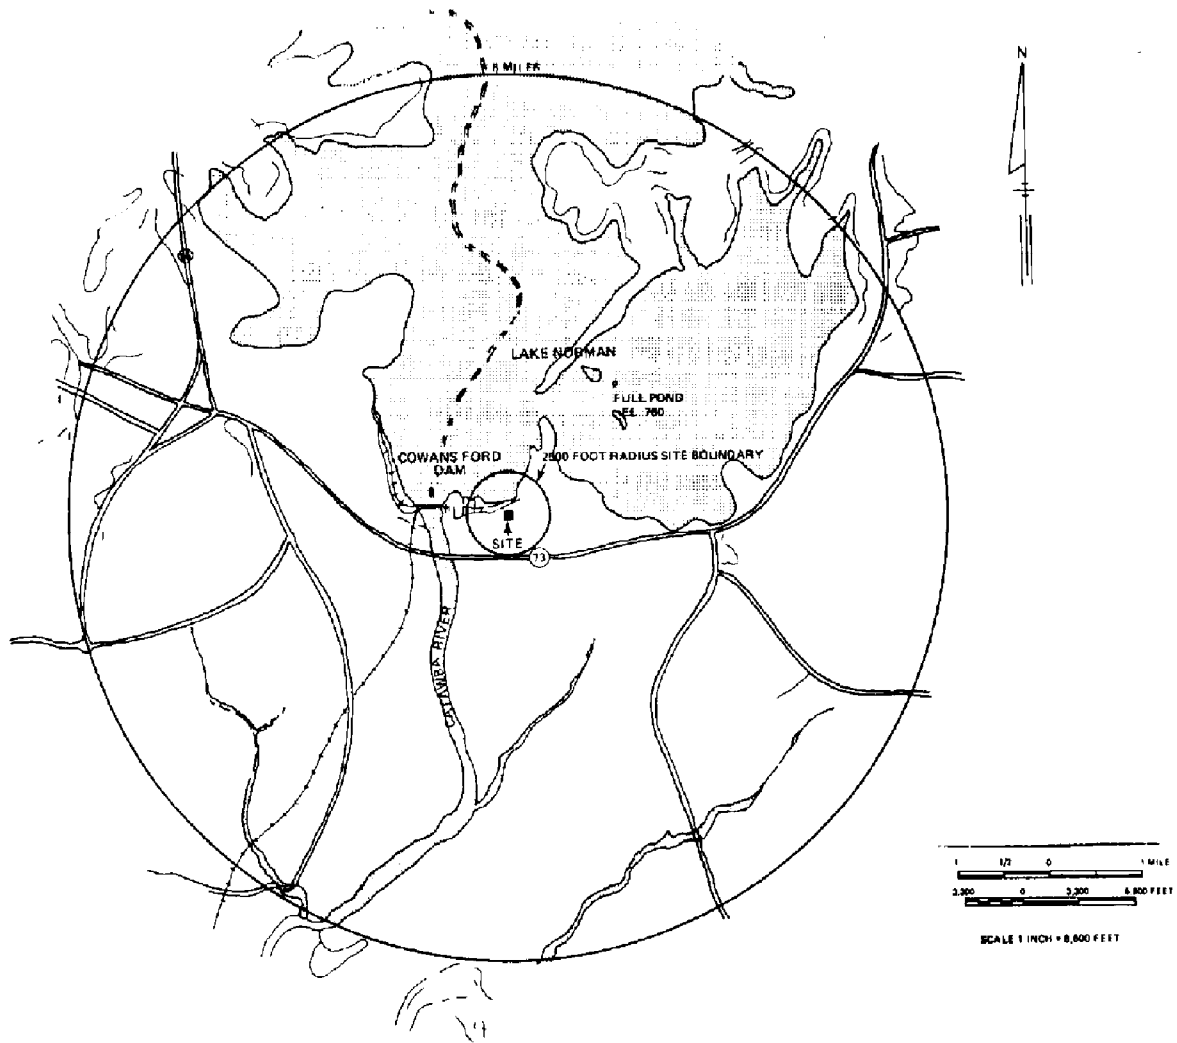 N
5 MILES
LAKE NORMAN
FULL POND
EL. 760
COWANS FORD
DAM
2500 FOOT RADIUS SITE BOUNDARY
SITE
73
CATAWBA RIVER
1 1/2 0 1 MILE
3,300 0 3,300 6,600 FEET
SCALE 1 INCH = 6,600 FEET